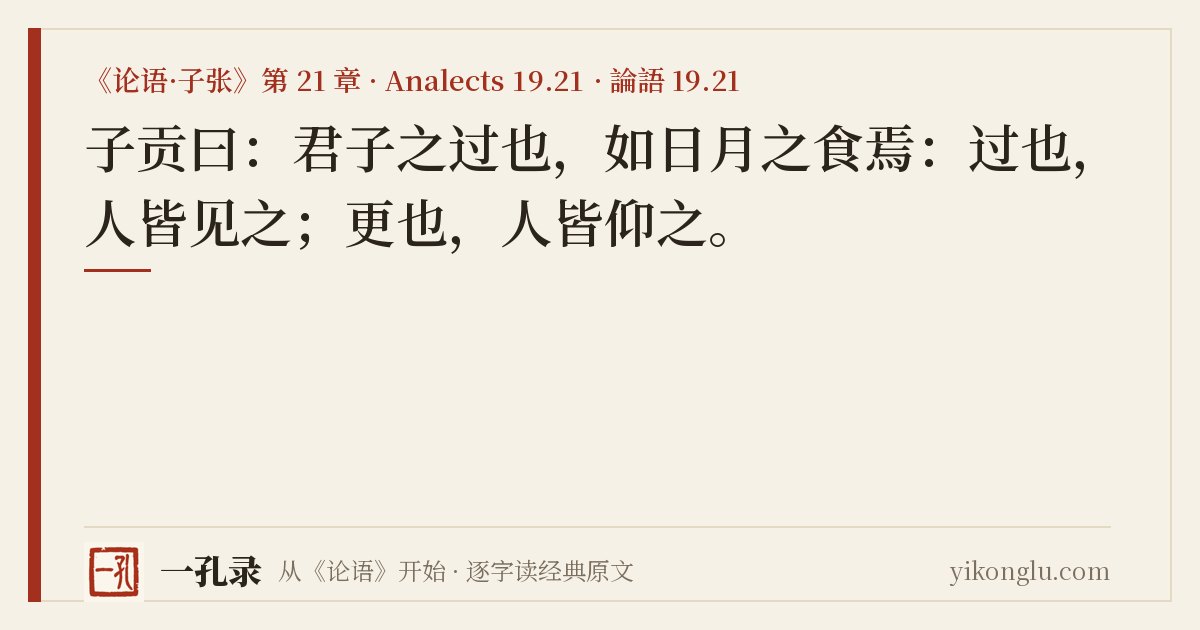 《论语·子张》第 21 章 · Analects 19.21 · 論語 19.21
子贡曰：君子之过也，如日月之食焉：过也，
人皆见之；更也，人皆仰之。
一孔
一孔录 从《论语》开始 · 逐字读经典原文 yikonglu.com